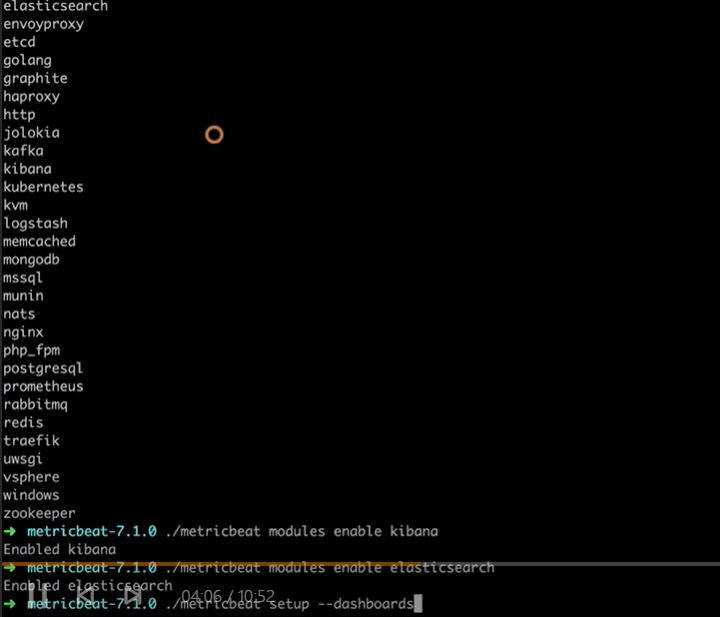 elasticsearch
envoyproxy
etcd
golang
graphite
haproxy
http
jolokia
kafka
kibana
kubernetes
kvm
logstash
memcached
mongodb
mssql
munin
nats
nginx
php_fpm
postgresql
prometheus
rabbitmq
redis
traefik
uwsgi
vsphere
windows
zookeeper
➜ metricbeat-7.1.0 ./metricbeat modules enable kibana
Enabled kibana
➜ metricbeat-7.1.0 ./metricbeat modules enable elasticsearch
Enabled elasticsearch
04:06 / 10:52
➜ metricbeat-7.1.0 ./metricbeat setup --dashboards